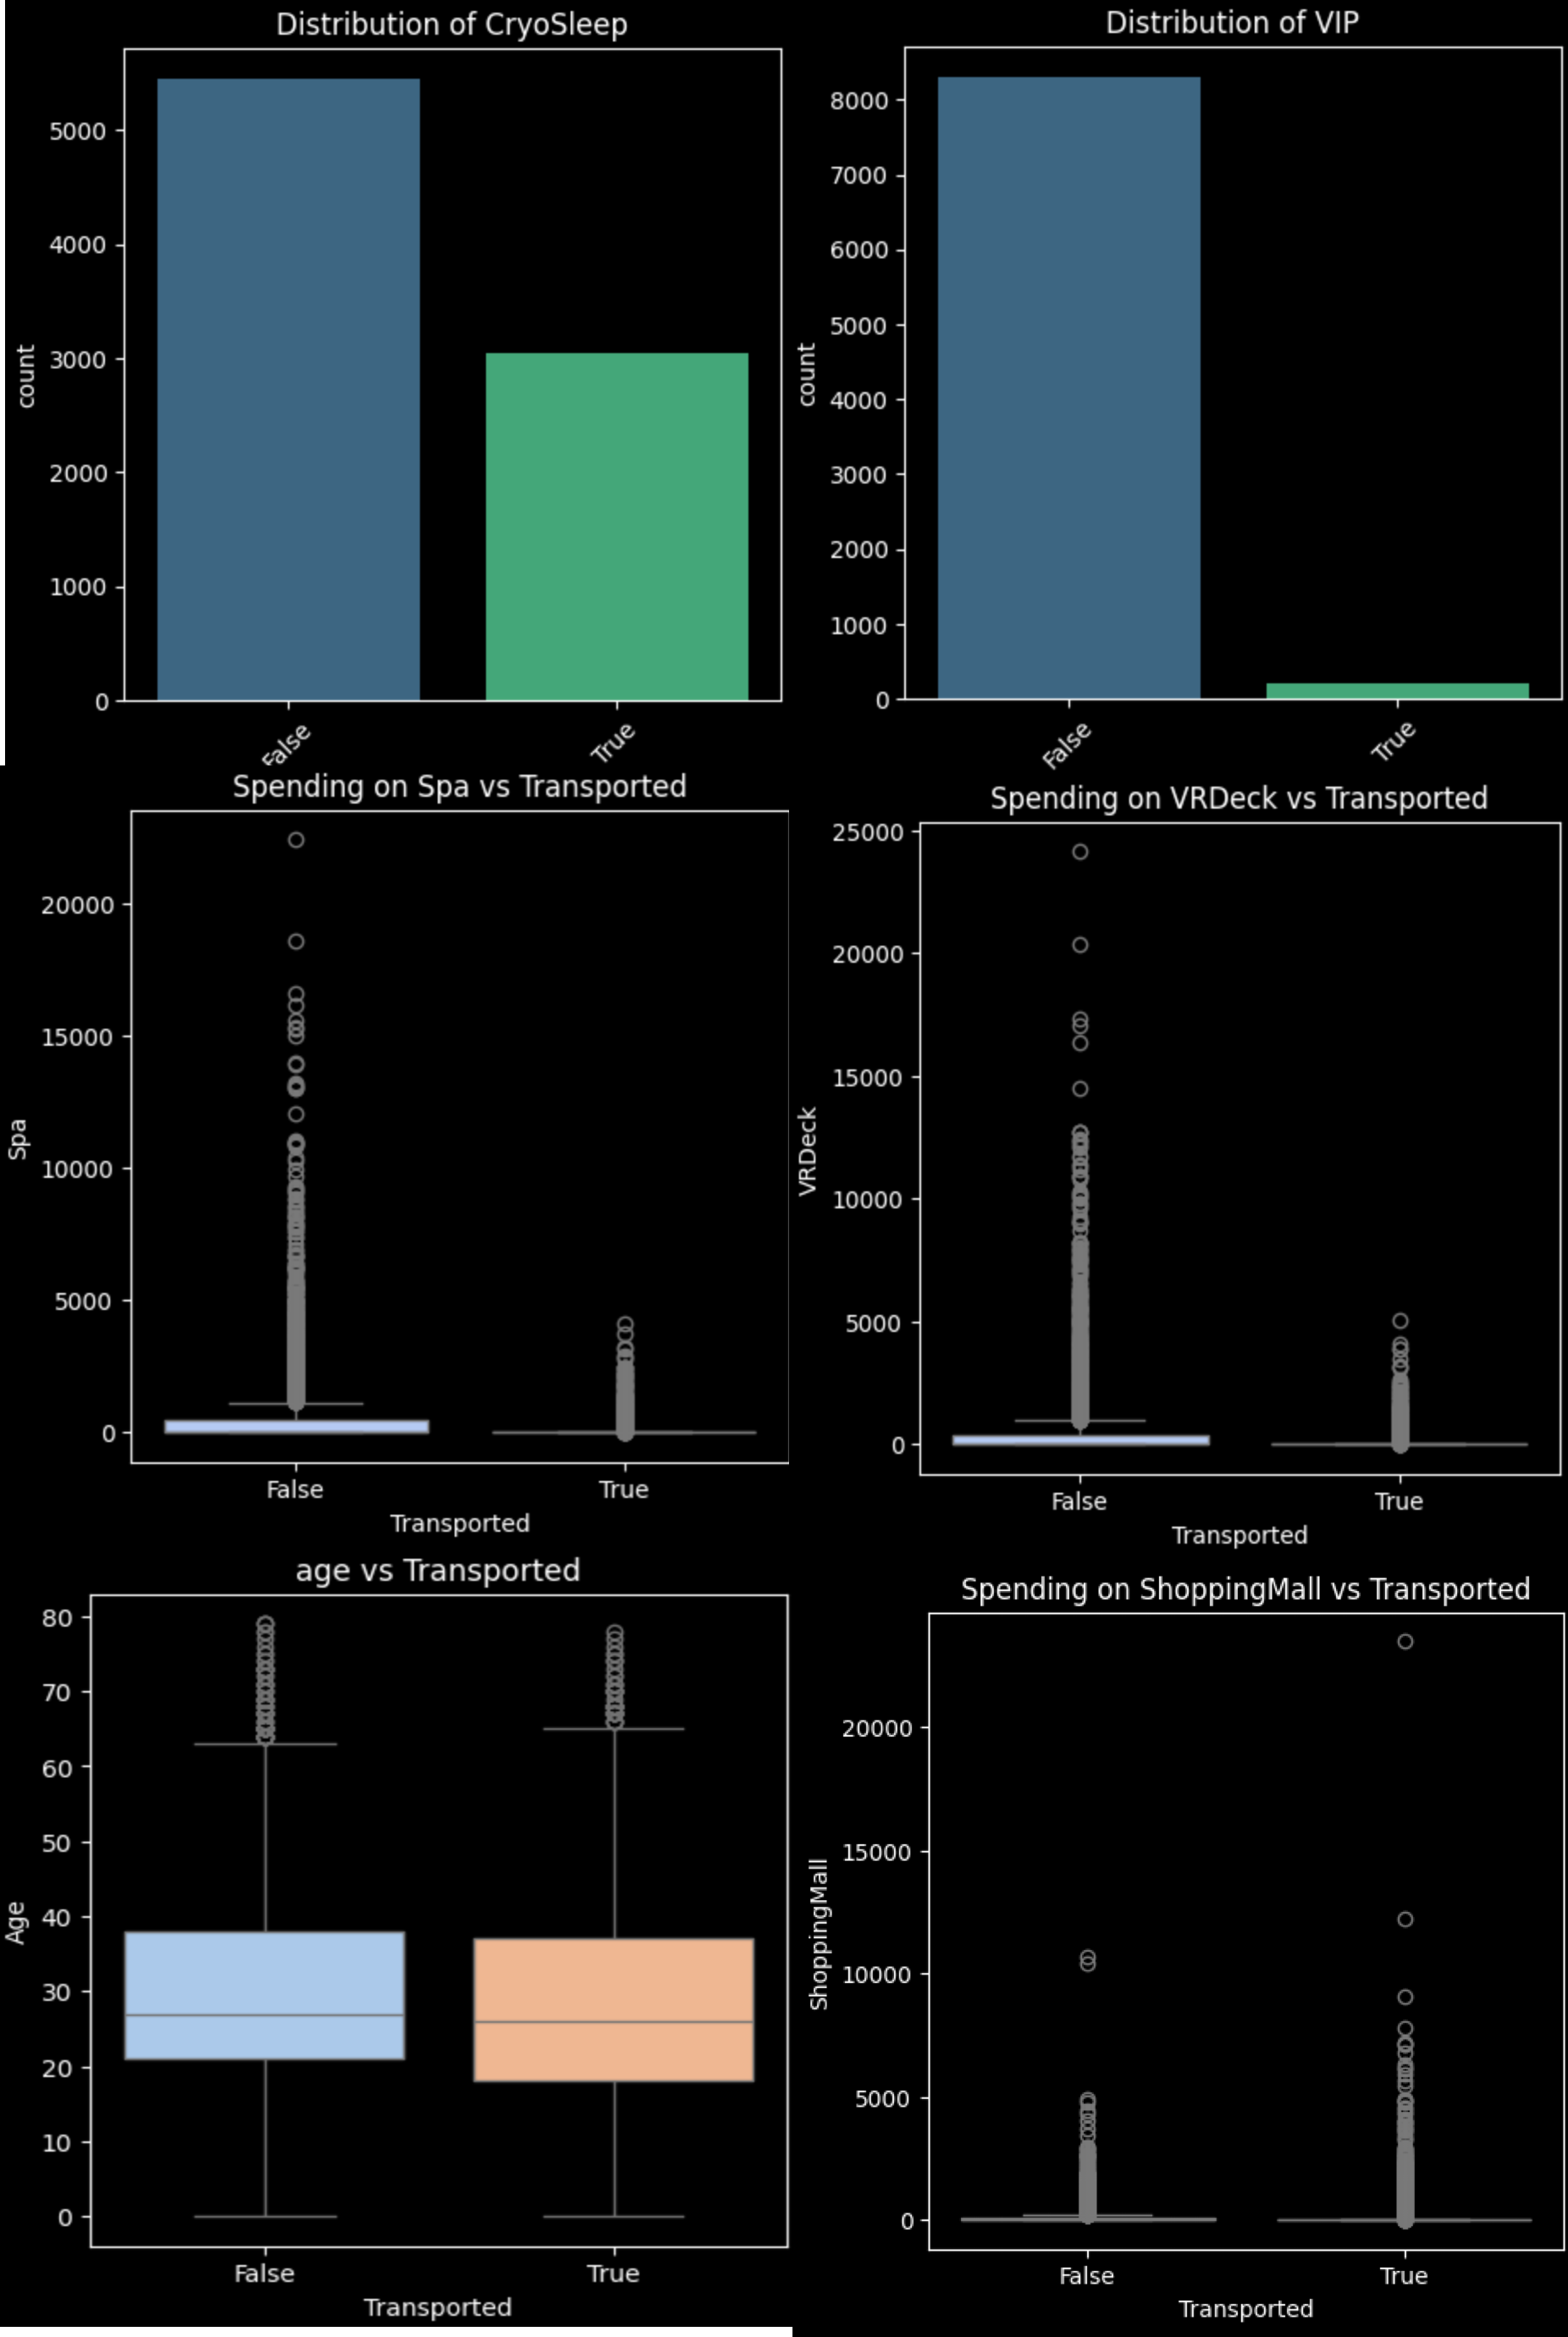 Distribution of CryoSleep
count
5000
4000
3000
2000
1000
0
False
True
Distribution of VIP
count
8000
7000
6000
5000
4000
3000
2000
1000
0
False
True
Spending on Spa vs Transported
Spa
20000
15000
10000
5000
0
False
True
Transported
Spending on VRDeck vs Transported
VRDeck
25000
20000
15000
10000
5000
0
False
True
Transported
age vs Transported
Age
80
70
60
50
40
30
20
10
0
False
True
Transported
Spending on ShoppingMall vs Transported
ShoppingMall
20000
15000
10000
5000
0
False
True
Transported